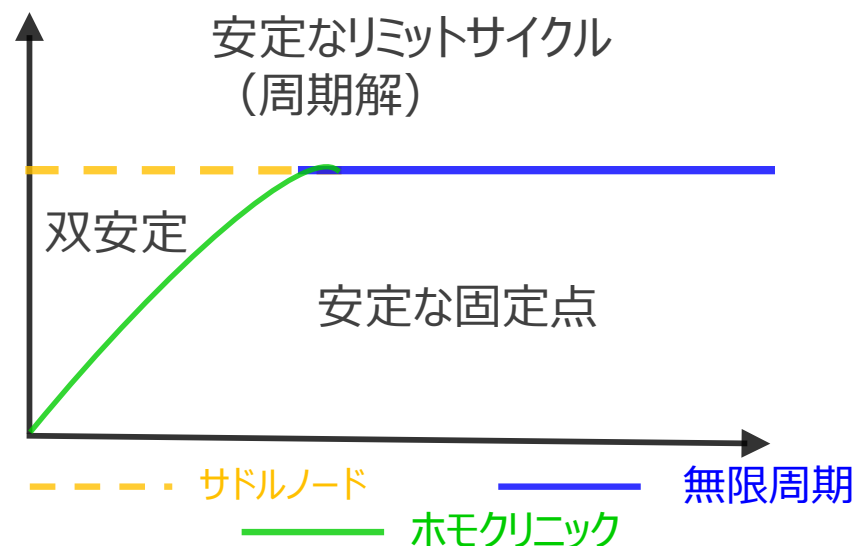 安定なリミットサイクル
（周期解）
双安定
安定な固定点
サドルノード
無限周期
ホモクリニック